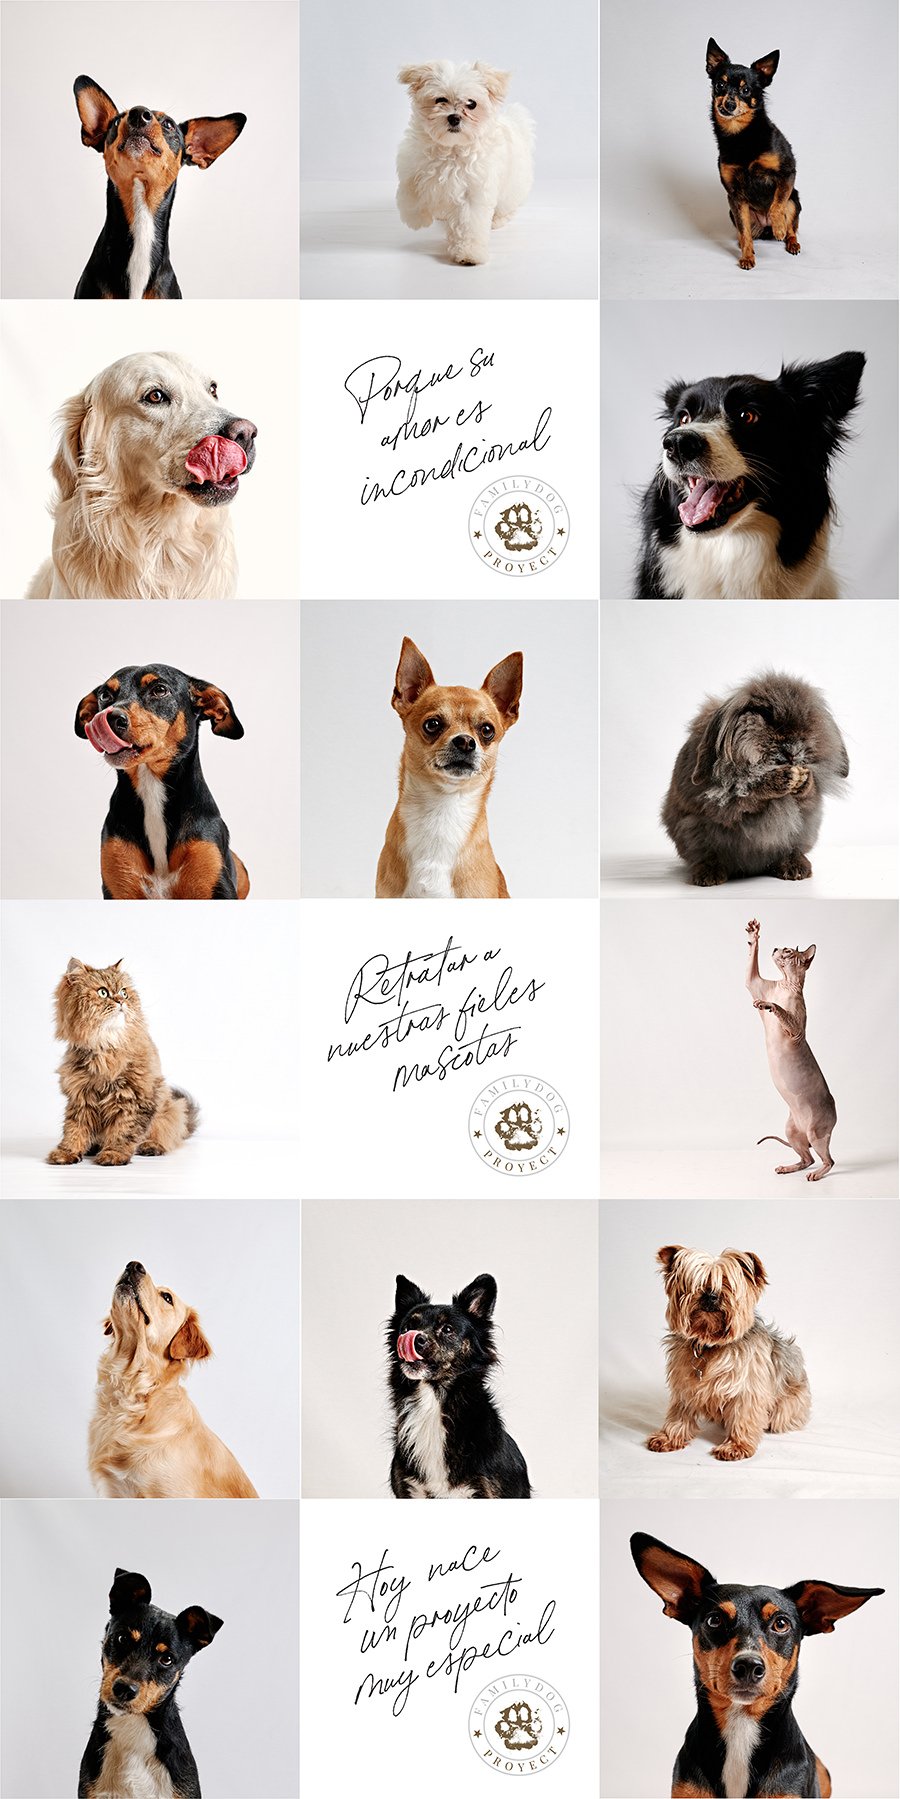 Porque su
amor es
incondicional
FAMILYDOG
PROYECT
Retratar a
nuestras fieles
mascotas
FAMILYDOG
PROYECT
Hoy nace
un proyecto
muy especial
FAMILYDOG
PROYECT